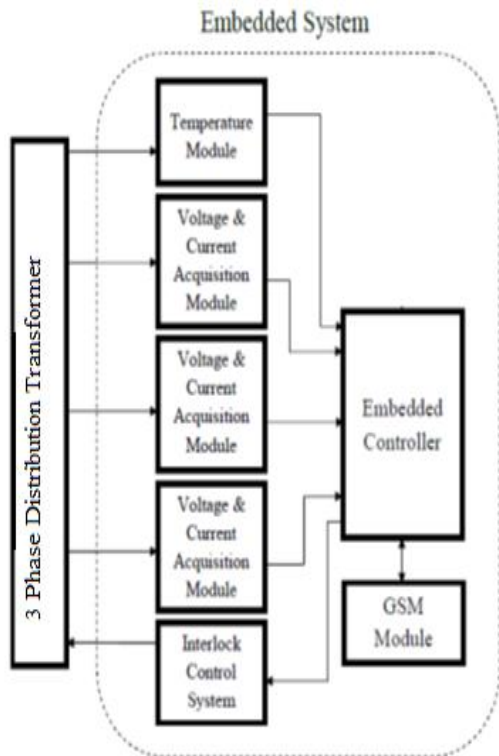 Embedded System
3 Phase Distribution Transformer
Temperature
Module
Voltage &
Current
Acquisition
Module
Voltage &
Current
Acquisition
Module
Voltage &
Current
Acquisition
Module
Interlock
Control
System
Embedded
Controller
GSM
Module